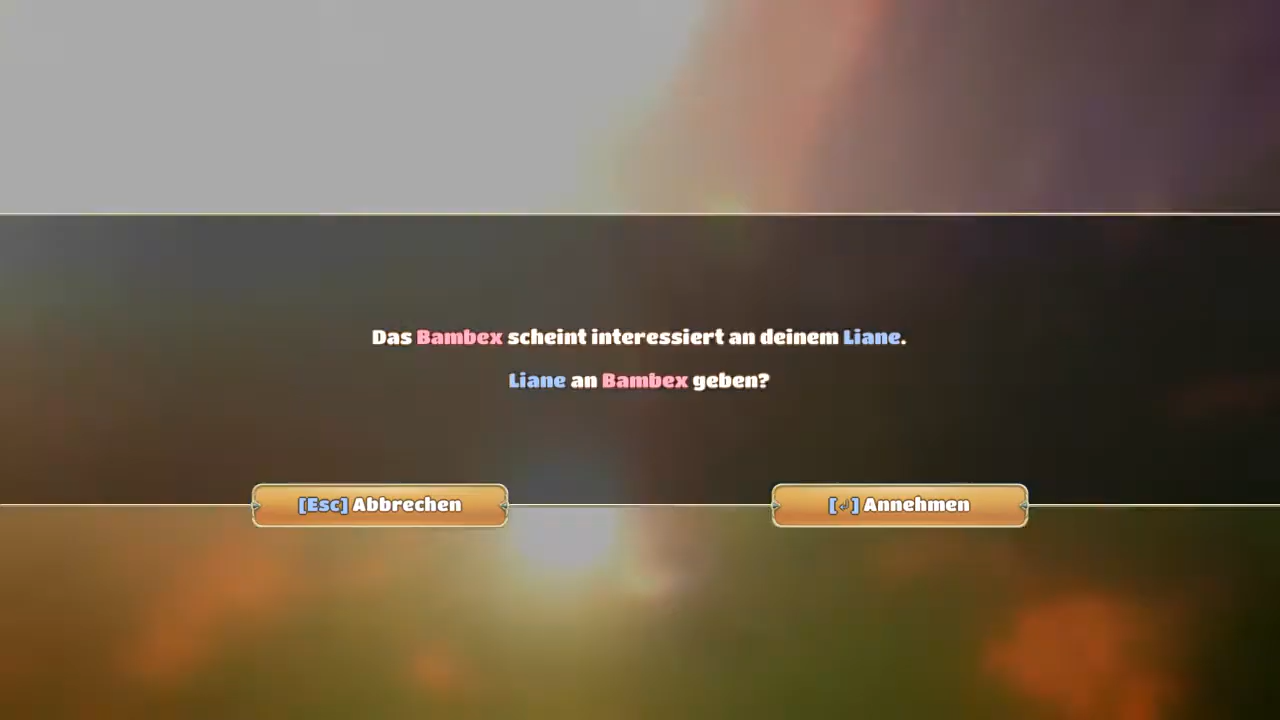 Das Bambex scheint interessiert an deinem Liane.
Liane an Bambex geben?
[Esc] Abbrechen
[↲] Annehmen